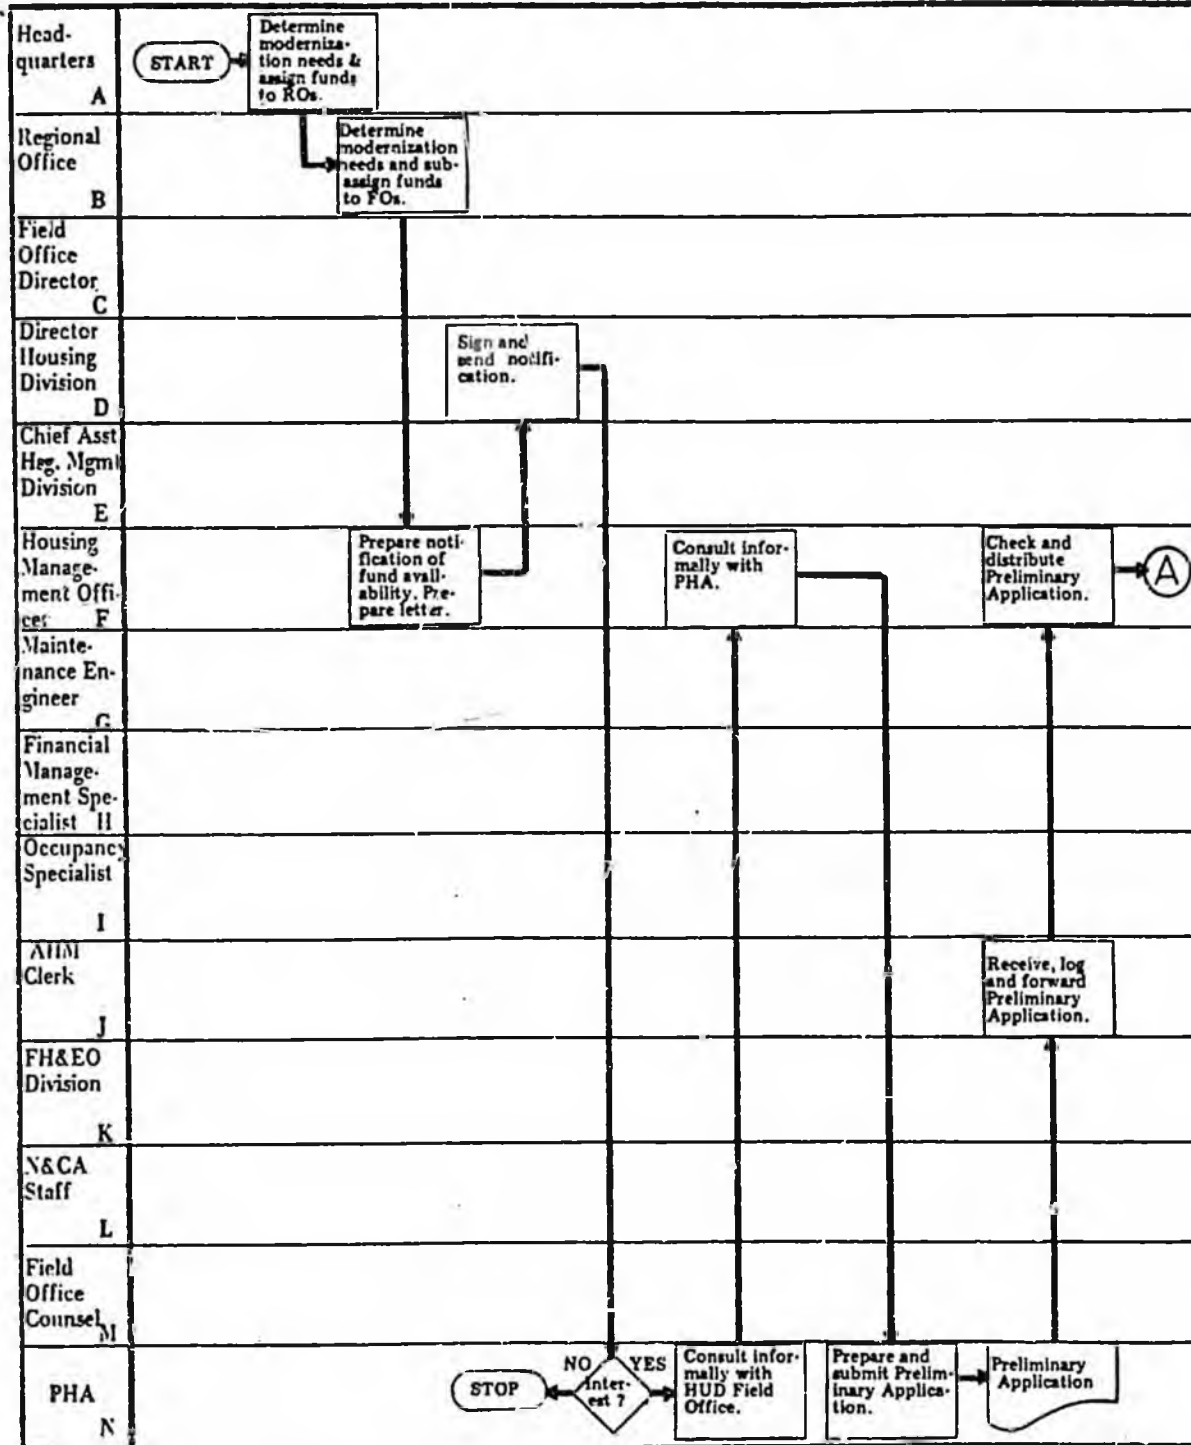 Head-
quarters
A
START
Determine
moderniza-
tion needs &
assign funds
to ROs.
Regional
Office
B
Determine
modernization
needs and sub-
assign funds
to FOs.
Field
Office
Director
C
Director
Housing
Division
D
Sign and
send notifi-
cation.
Chief Asst
Hsg. Mgmt
Division
E
Housing
Manage-
ment Offi-
cer F
Prepare noti-
fication of
fund avail-
ability. Pre-
pare letter.
Consult infor-
mally with
PHA.
Check and
distribute
Preliminary
Application.
A
Mainte-
nance En-
gineer
G
Financial
Manage-
ment Spe-
cialist H
Occupancy
Specialist
I
AHM
Clerk
J
Receive, log
and forward
Preliminary
Application.
FH&EO
Division
K
N&CA
Staff
L
Field
Office
Counsel
M
PHA
N
STOP
NO
Inter-
est ?
YES
Consult infor-
mally with
HUD Field
Office.
Prepare and
submit Prelim-
inary Applica-
tion.
Preliminary
Application